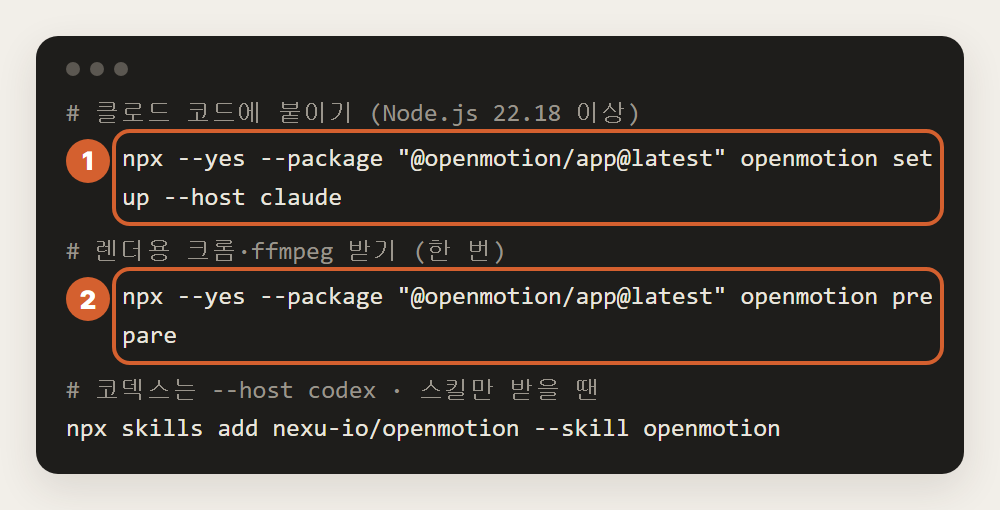 # 클로드 코드에 붙이기 (Node.js 22.18 이상)
1
npx --yes --package "@openmotion/app@latest" openmotion set
up --host claude
# 렌더용 크롬·ffmpeg 받기 (한 번)
2
npx --yes --package "@openmotion/app@latest" openmotion pre
pare
# 코덱스는 --host codex · 스킬만 받을 땐
npx skills add nexu-io/openmotion --skill openmotion